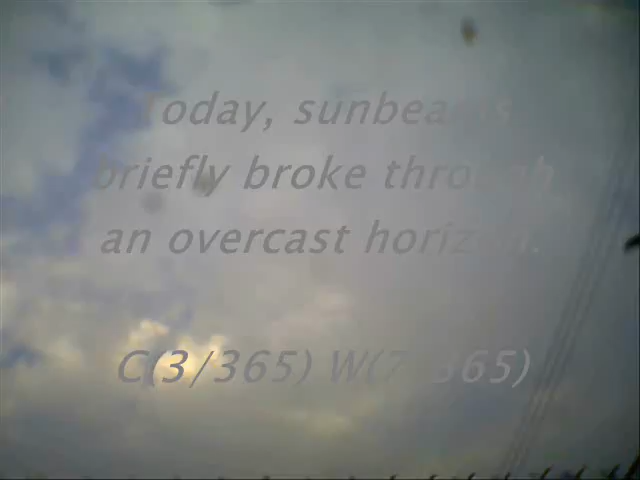 Today, sunbeams
briefly broke through
an overcast horizon.
C(3/365) W(7/365)